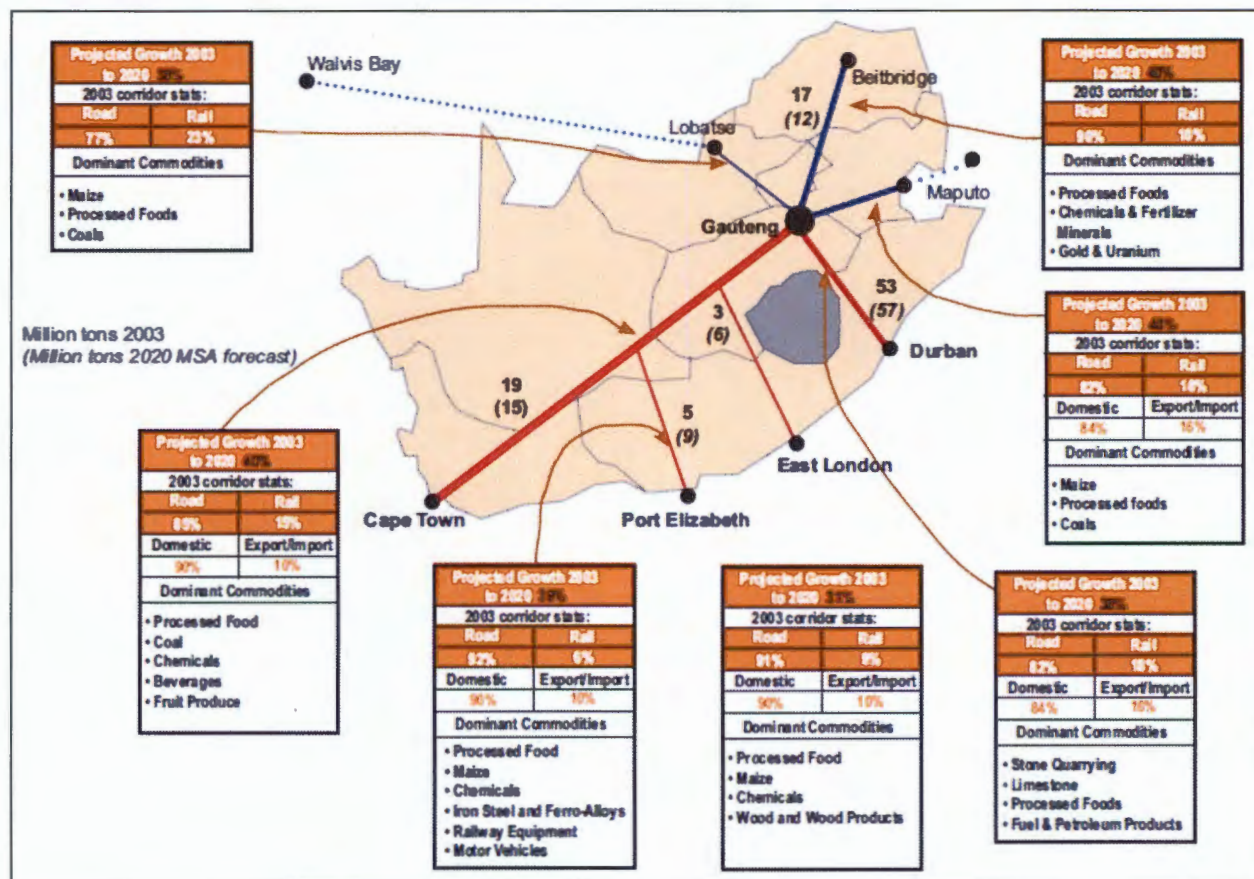 Projected Growth 2003
to 2020
2003 corridor stats:
Road Rail
77% 23%
Dominant Commodities
• Maize
• Processed Foods
• Coals
Walvis Bay
Lobatse
Beitbridge
17
(12)
Maputo
Gauteng
53
(57)
3
(6)
Durban
19
(15)
5
(9)
East London
Cape Town
Port Elizabeth
Million tons 2003
(Million tons 2020 MSA forecast)
Projected Growth 2003
to 2020
2003 corridor stats:
Road Rail
90% 10%
Dominant Commodities
• Processed Foods
• Chemicals & Fertilizer
Minerals
• Gold & Uranium
Projected Growth 2003
to 2020
2003 corridor stats:
Road Rail
82% 18%
Domestic Export/Import
84% 16%
Dominant Commodities
• Maize
• Processed foods
• Coals
Projected Growth 2003
to 2020 40%
2003 corridor stats:
Road Rail
85% 15%
Domestic Export/Import
90% 10%
Dominant Commodities
• Processed Food
• Coal
• Chemicals
• Beverages
• Fruit Produce
Projected Growth 2003
to 2020
2003 corridor stats:
Road Rail
92%
Domestic Export/Import
90% 10%
Dominant Commodities
• Processed Food
• Maize
• Chemicals
• Iron Steel and Ferro-Alloys
• Railway Equipment
• Motor Vehicles
Projected Growth 2003
to 2020
2003 corridor stats:
Road Rail
91% 9%
Domestic Export/Import
90% 10%
Dominant Commodities
• Processed Food
• Maize
• Chemicals
• Wood and Wood Products
Projected Growth 2003
to 2020
2003 corridor stats:
Road Rail
82% 18%
Domestic Export/Import
84% 16%
Dominant Commodities
• Stone Quarrying
• Limestone
• Processed Foods
• Fuel & Petroleum Products